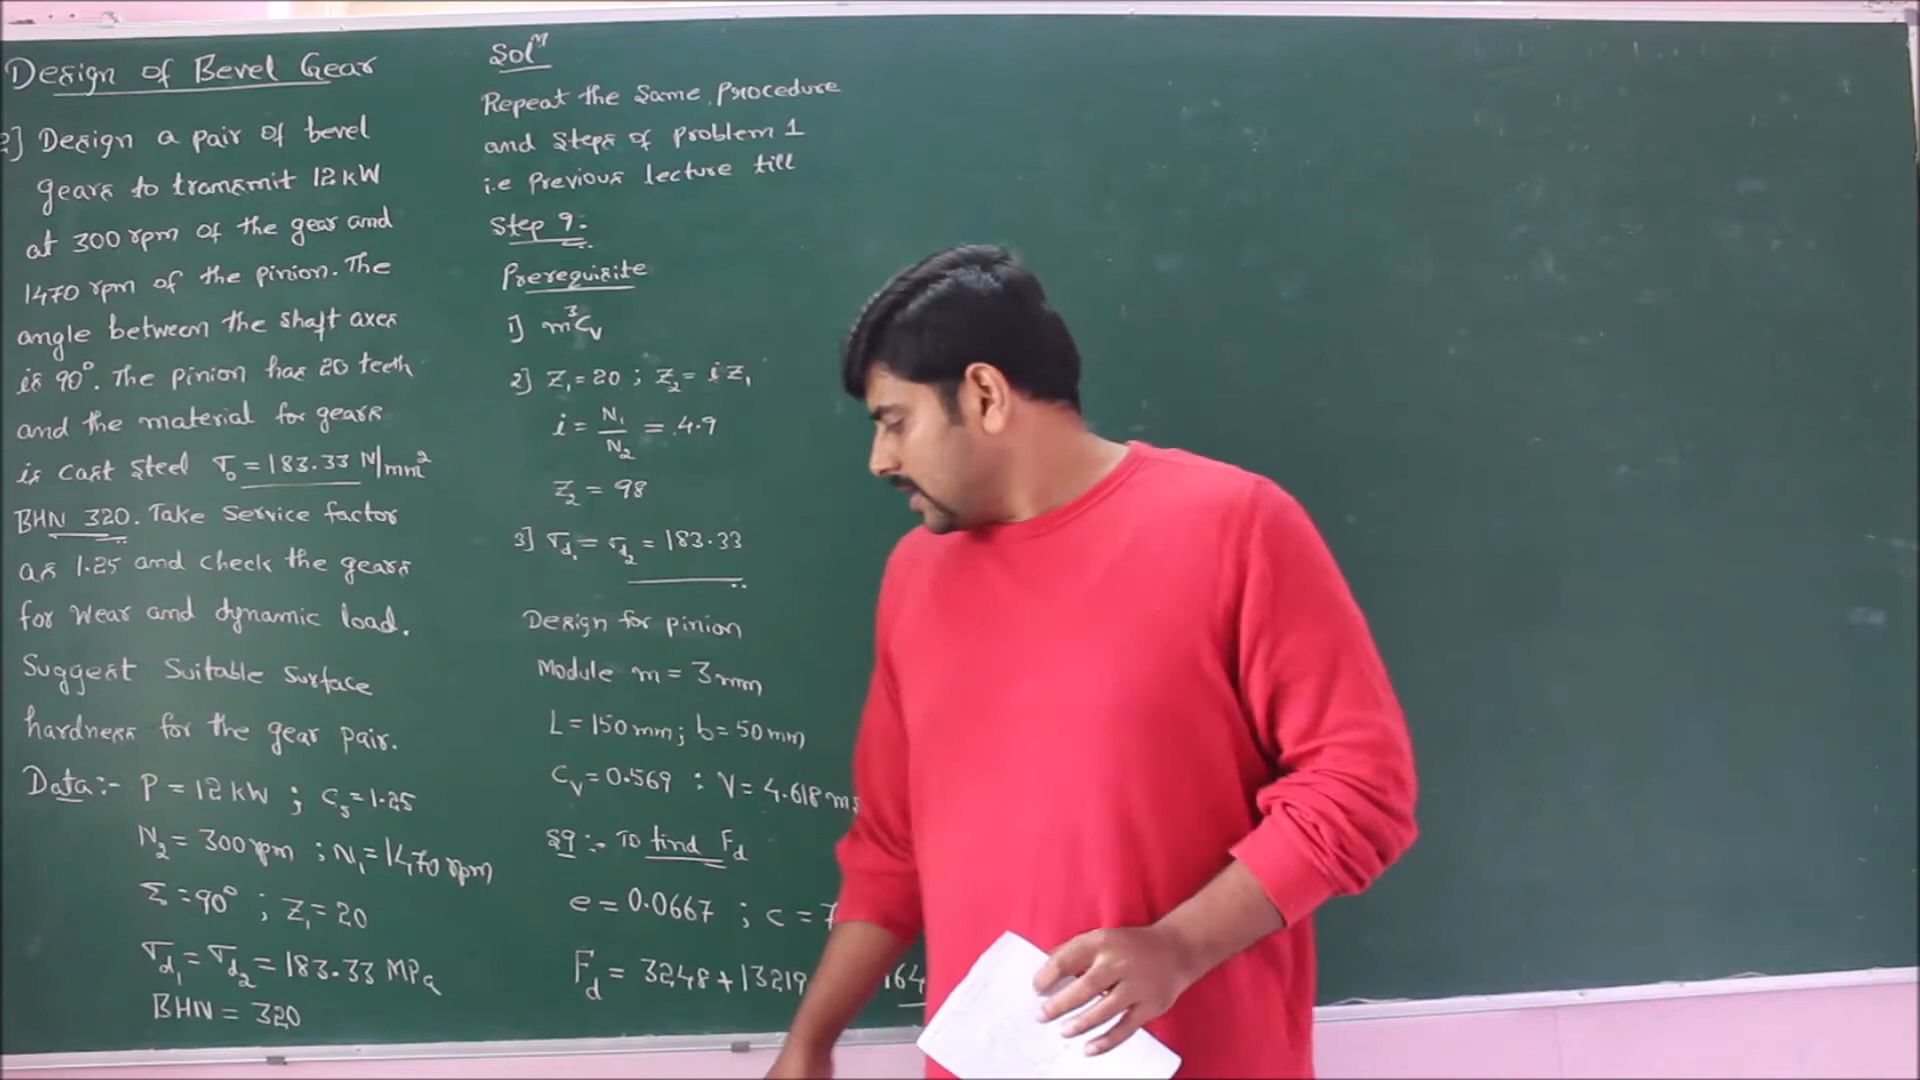 Design of Bevel Gear
2] Design a pair of bevel
gears to transmit 12 kW
at 300 rpm of the gear and
1470 rpm of the pinion. The
angle between the shaft axes
is 90°. The pinion has 20 teeth
and the material for gears
is cast steel σ₀ = 183.33 N/mm²
BHN 320. Take Service factor
as 1.25 and check the gears
for wear and dynamic load.
Suggest Suitable Surface
hardness for the gear pair.
Data :- P = 12 kW ; Cₛ = 1.25
N₂ = 300 rpm ; N₁ = 1470 rpm
Σ = 90° ; Z₁ = 20
σd₁ = σd₂ = 183.33 MPa
BHN = 320
Solⁿ
Repeat the Same Procedure
and Steps of Problem 1
i.e Previous lecture till
Step 9:-
Prerequisite
1] m³Cᵥ
2] Z₁ = 20 ; Z₂ = i Z₁
i = N₁/N₂ = 4.9
Z₂ = 98
3] σd₁ = σd₂ = 183.33
Design for pinion
Module m = 3 mm
L = 150 mm ; b = 50 mm
Cᵥ = 0.569 : V = 4.618 m
S9 :- To find Fd
e = 0.0667 ; c = 7
Fd = 3248 + 13219 164